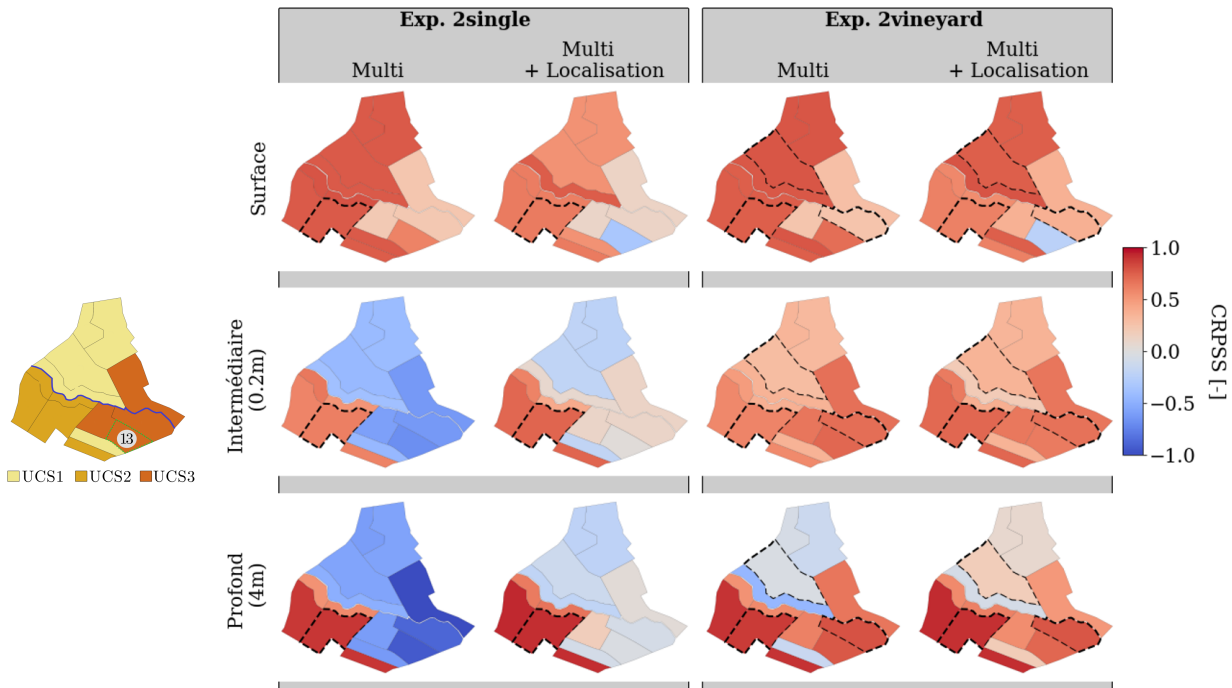 Exp. 2single
Exp. 2vineyard
Multi
Multi
+ Localisation
Multi
Multi
+ Localisation
Surface
Intermédiaire
(0.2m)
Profond
(4m)
13
UCS1 UCS2 UCS3
1.0
0.5
0.0
−0.5
−1.0
CRPSS [-]